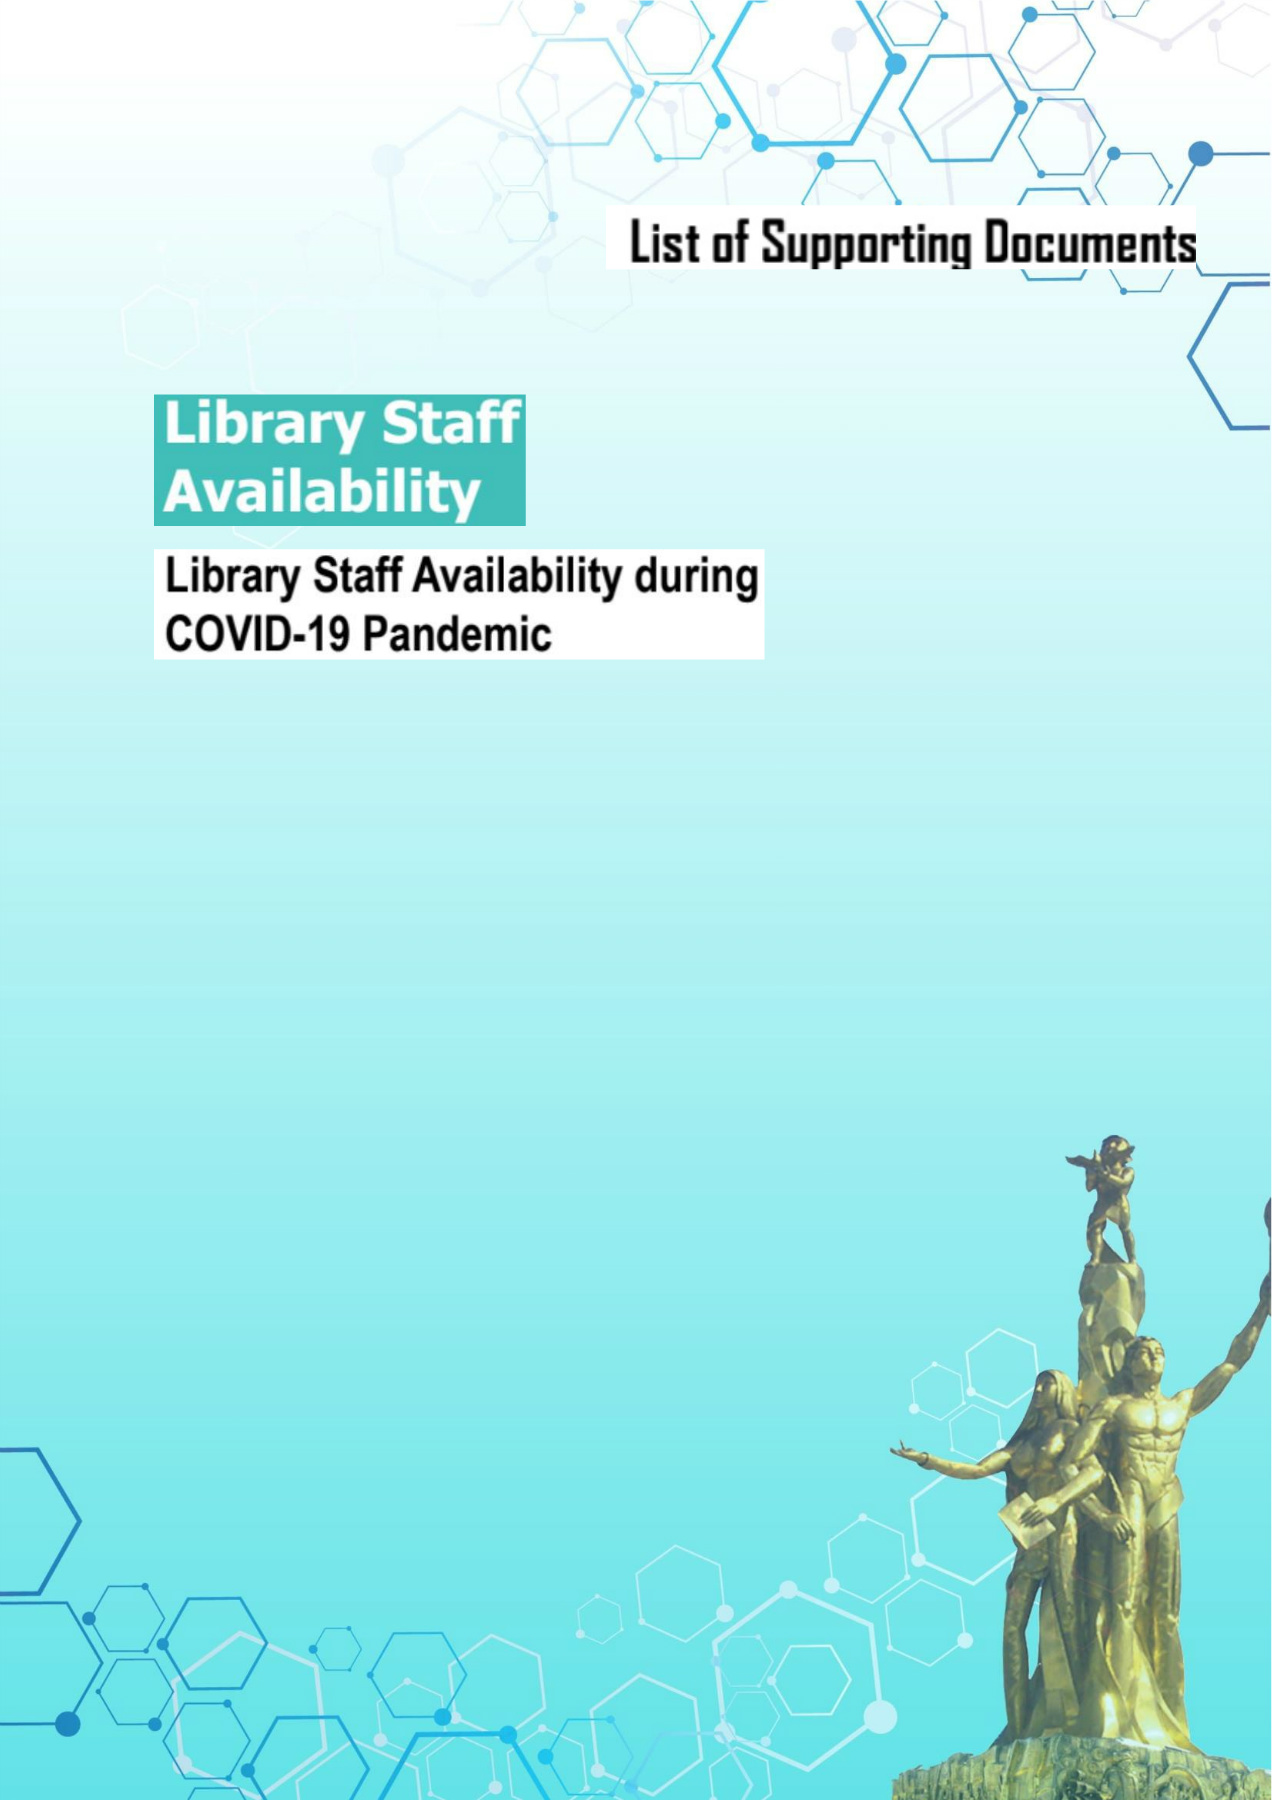 List of Supporting Documents
Library Staff
Availability
Library Staff Availability during
COVID-19 Pandemic